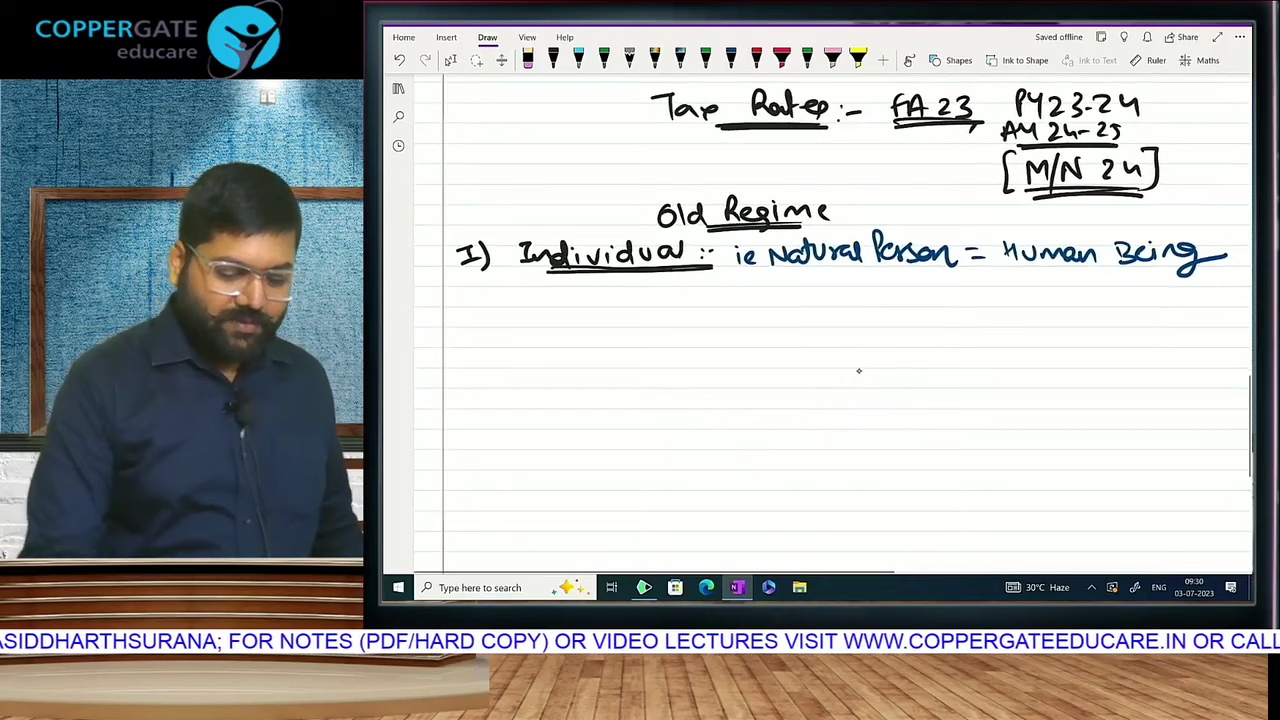 COPPERGATE
educare
Home Insert Draw View Help
Saved offline
Share
Shapes Ink to Shape Ink to Text Ruler Maths
Tax Rates :- FA 23 PY 23-24
AY 24-25
[M/N 24]
Old Regime
I) Individual :- ie Natural Person = Human Being
Type here to search
30°C Haze
ENG
09:30
03-07-2023
ASIDDHARTHSURANA; FOR NOTES (PDF/HARD COPY) OR VIDEO LECTURES VISIT WWW.COPPERGATEEDUCARE.IN OR CALL